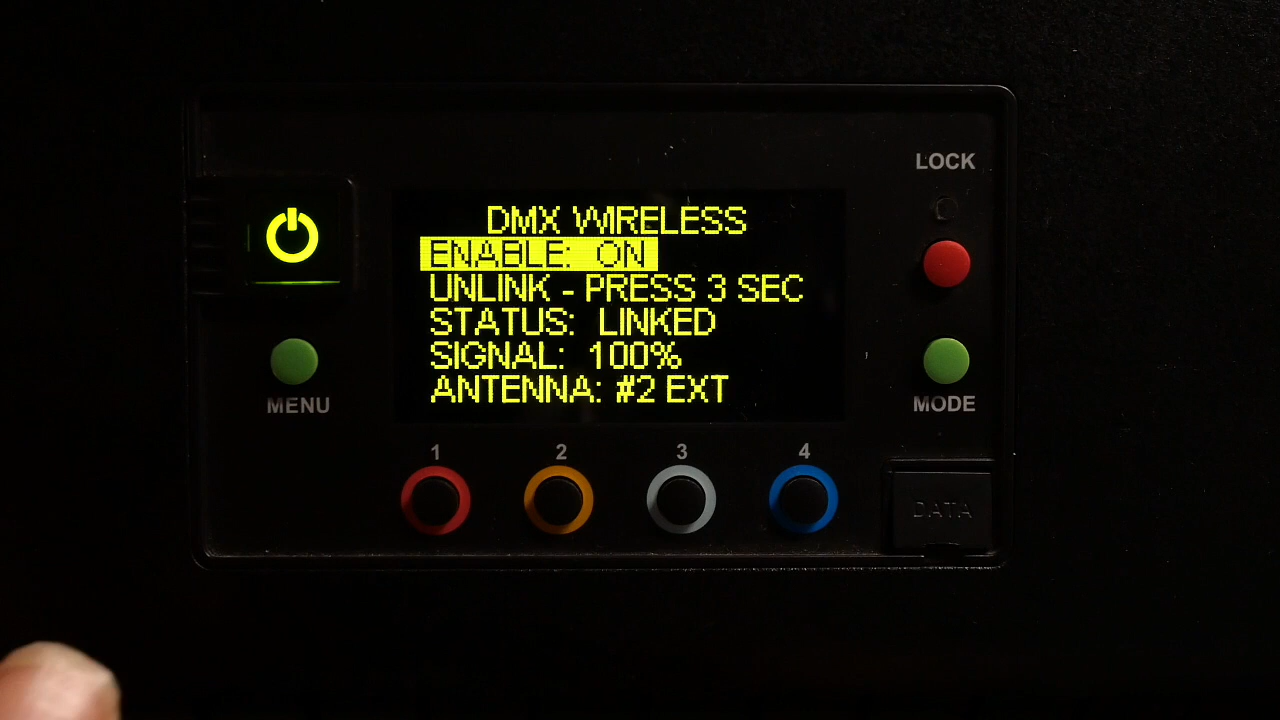 LOCK
DMX WIRELESS
ENABLE: ON
UNLINK - PRESS 3 SEC
STATUS: LINKED
SIGNAL: 100%
ANTENNA: #2 EXT
MENU
MODE
1 2 3 4
DATA